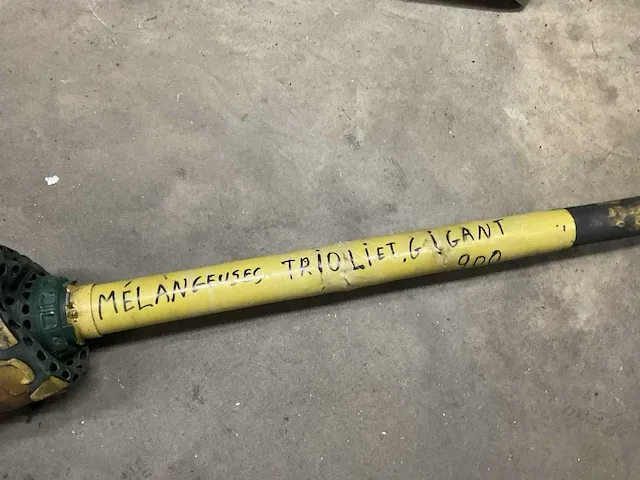 MÉLANGEUSES TRIOLIET. GIGANT
900